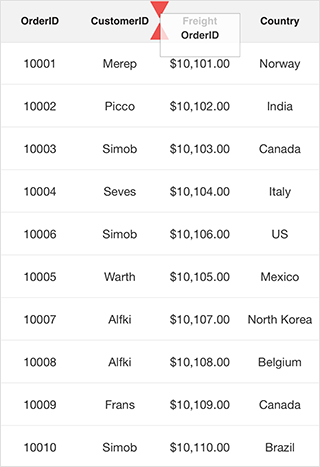 OrderID CustomerID Freight Country
OrderID
10001 Merep $10,101.00 Norway
10002 Picco $10,102.00 India
10003 Simob $10,103.00 Canada
10004 Seves $10,104.00 Italy
10006 Simob $10,106.00 US
10005 Warth $10,105.00 Mexico
10007 Alfki $10,107.00 North Korea
10008 Alfki $10,108.00 Belgium
10009 Frans $10,109.00 Canada
10010 Simob $10,110.00 Brazil